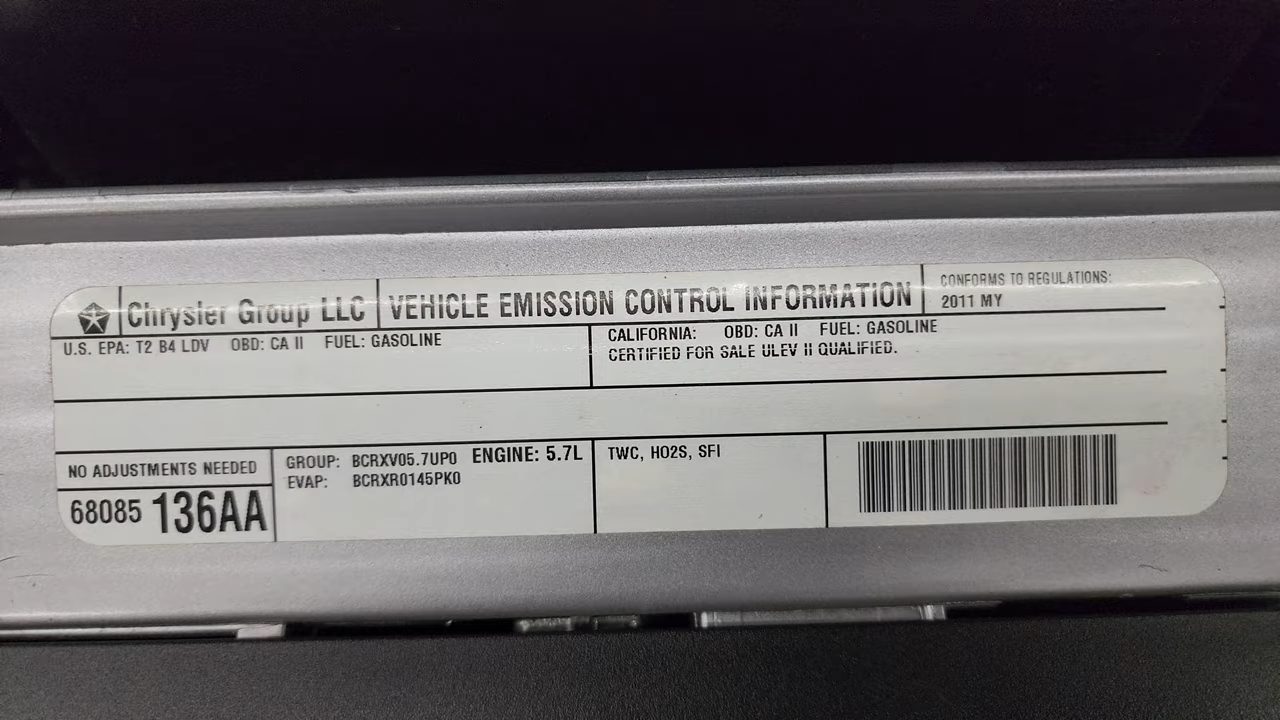 Chrysler Group LLC
VEHICLE EMISSION CONTROL INFORMATION
CONFORMS TO REGULATIONS:
2011 MY
U.S. EPA: T2 B4 LDV OBD: CA II FUEL: GASOLINE
CALIFORNIA: OBD: CA II FUEL: GASOLINE
CERTIFIED FOR SALE ULEV II QUALIFIED.
NO ADJUSTMENTS NEEDED
68085 136AA
GROUP: BCRXV05.7UP0 ENGINE: 5.7L
EVAP: BCRXR0145PK0
TWC, HO2S, SFI